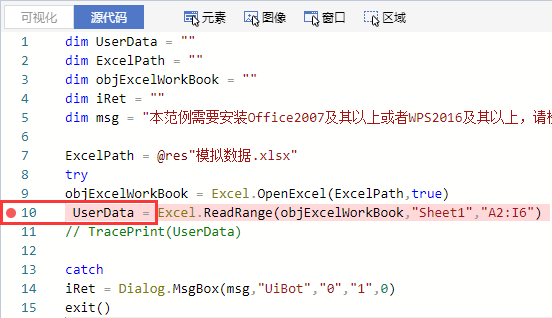 可视化 源代码 元素 图像 窗口 区域
1 dim UserData = ""
2 dim ExcelPath = ""
3 dim objExcelWorkBook = ""
4 dim iRet = ""
5 dim msg = "本范例需要安装Office2007及其以上或者WPS2016及其以上，请
6
7 ExcelPath = @res"模拟数据.xlsx"
8 try
9 objExcelWorkBook = Excel.OpenExcel(ExcelPath,true)
10 UserData = Excel.ReadRange(objExcelWorkBook,"Sheet1","A2:I6")
11 // TracePrint(UserData)
12
13 catch
14 iRet = Dialog.MsgBox(msg,"UiBot","0","1",0)
15 exit()